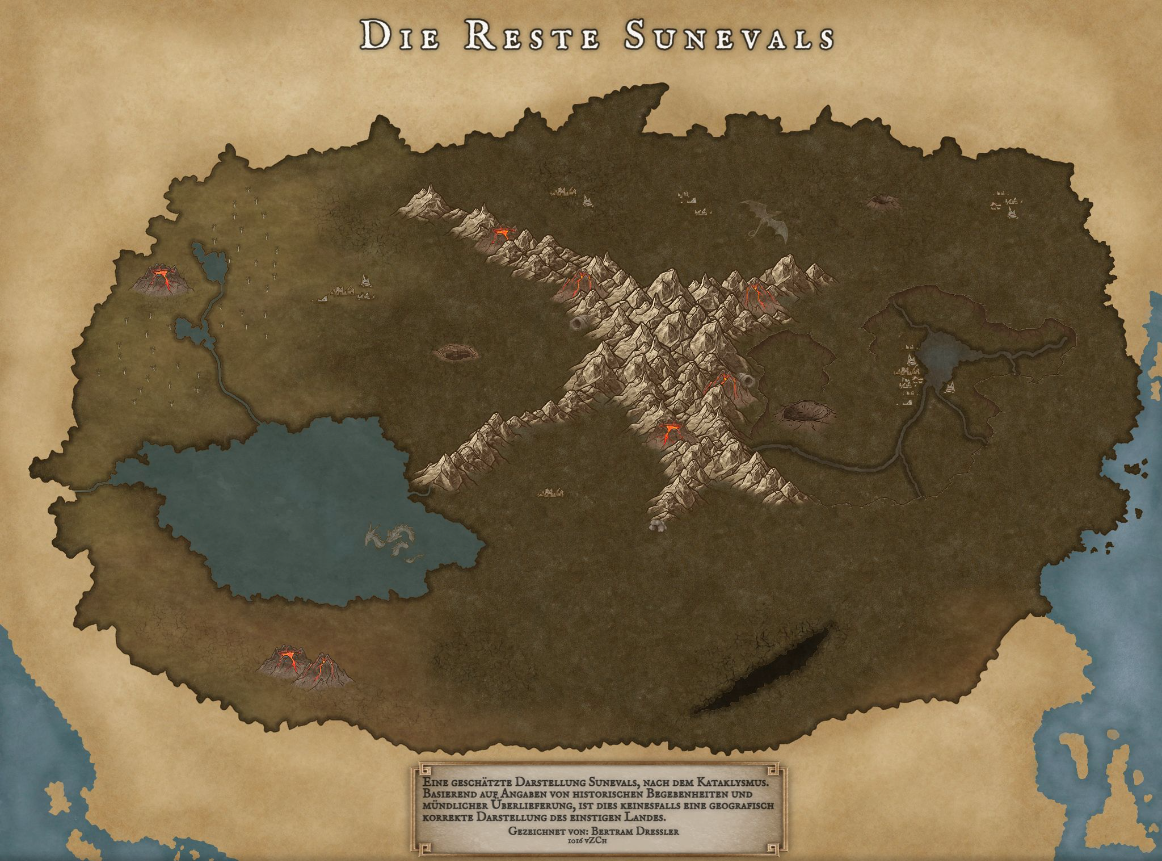 Die Reste Sunevals
Eine geschätzte Darstellung Sunevals, nach dem Kataklysmus.
Basierend auf Angaben von historischen Begebenheiten und
mündlicher Überlieferung, ist dies keinesfalls eine geografisch
korrekte Darstellung des einstigen Landes.
Gezeichnet von: Bertram Dressler
1016 vZCh